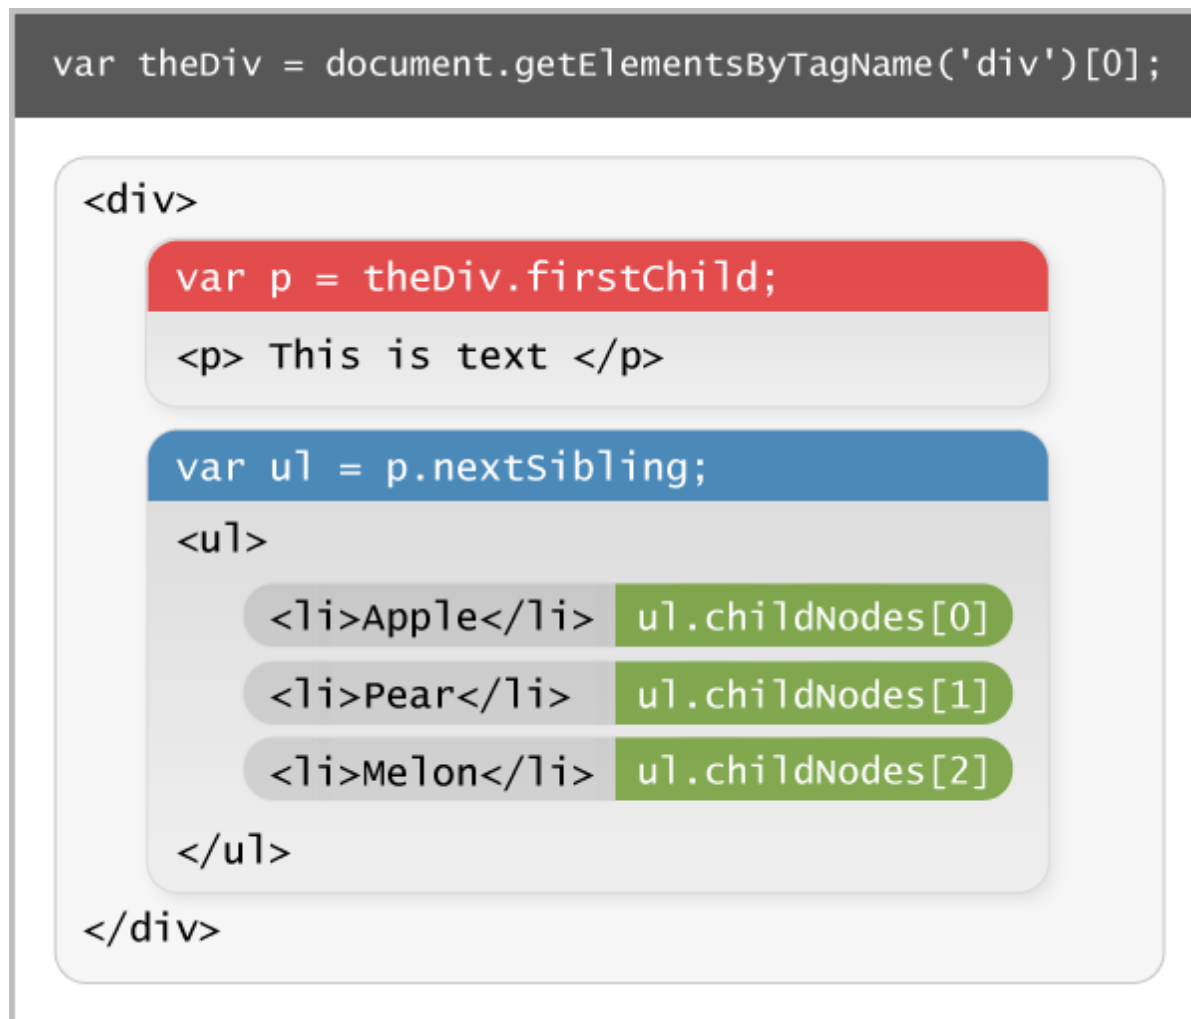 var theDiv = document.getElementsByTagName('div')[0];
<div>
var p = theDiv.firstChild;
<p> This is text </p>
var ul = p.nextSibling;
<ul>
<li>Apple</li> ul.childNodes[0]
<li>Pear</li> ul.childNodes[1]
<li>Melon</li> ul.childNodes[2]
</ul>
</div>